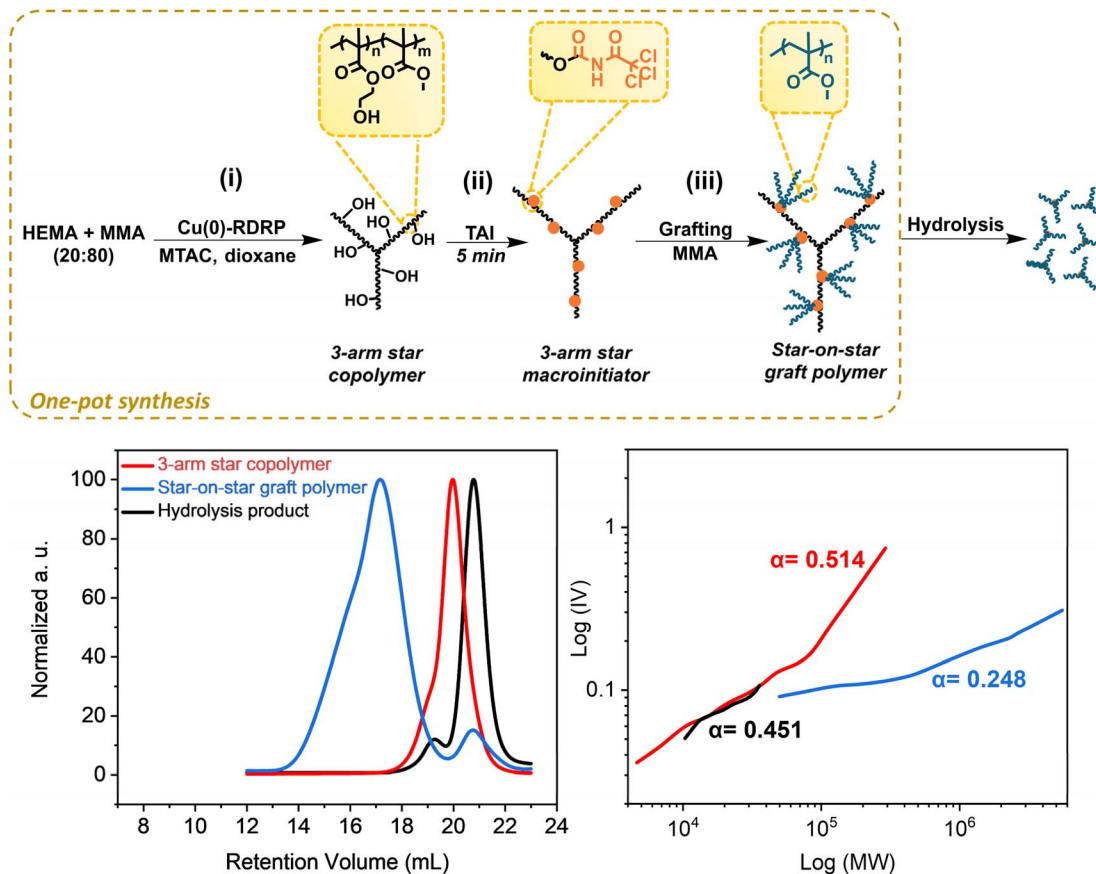 n
m
O
O
O
O
OH
O
O
O
N
H
Cl
Cl
Cl
n
O
O
(i)
(ii)
(iii)
HEMA + MMA
(20:80)
Cu(0)-RDRP
MTAC, dioxane
OH
HO
HO
OH
OH
HO
TAI
5 min
Grafting
MMA
Hydrolysis
3-arm star
copolymer
3-arm star
macroinitiator
Star-on-star
graft polymer
One-pot synthesis
3-arm star copolymer
Star-on-star graft polymer
Hydrolysis product
Normalized a. u.
100
80
60
40
20
0
8 10 12 14 16 18 20 22 24
Retention Volume (mL)
Log (IV)
1
0.1
α= 0.514
α= 0.248
α= 0.451
10⁴ 10⁵ 10⁶
Log (MW)